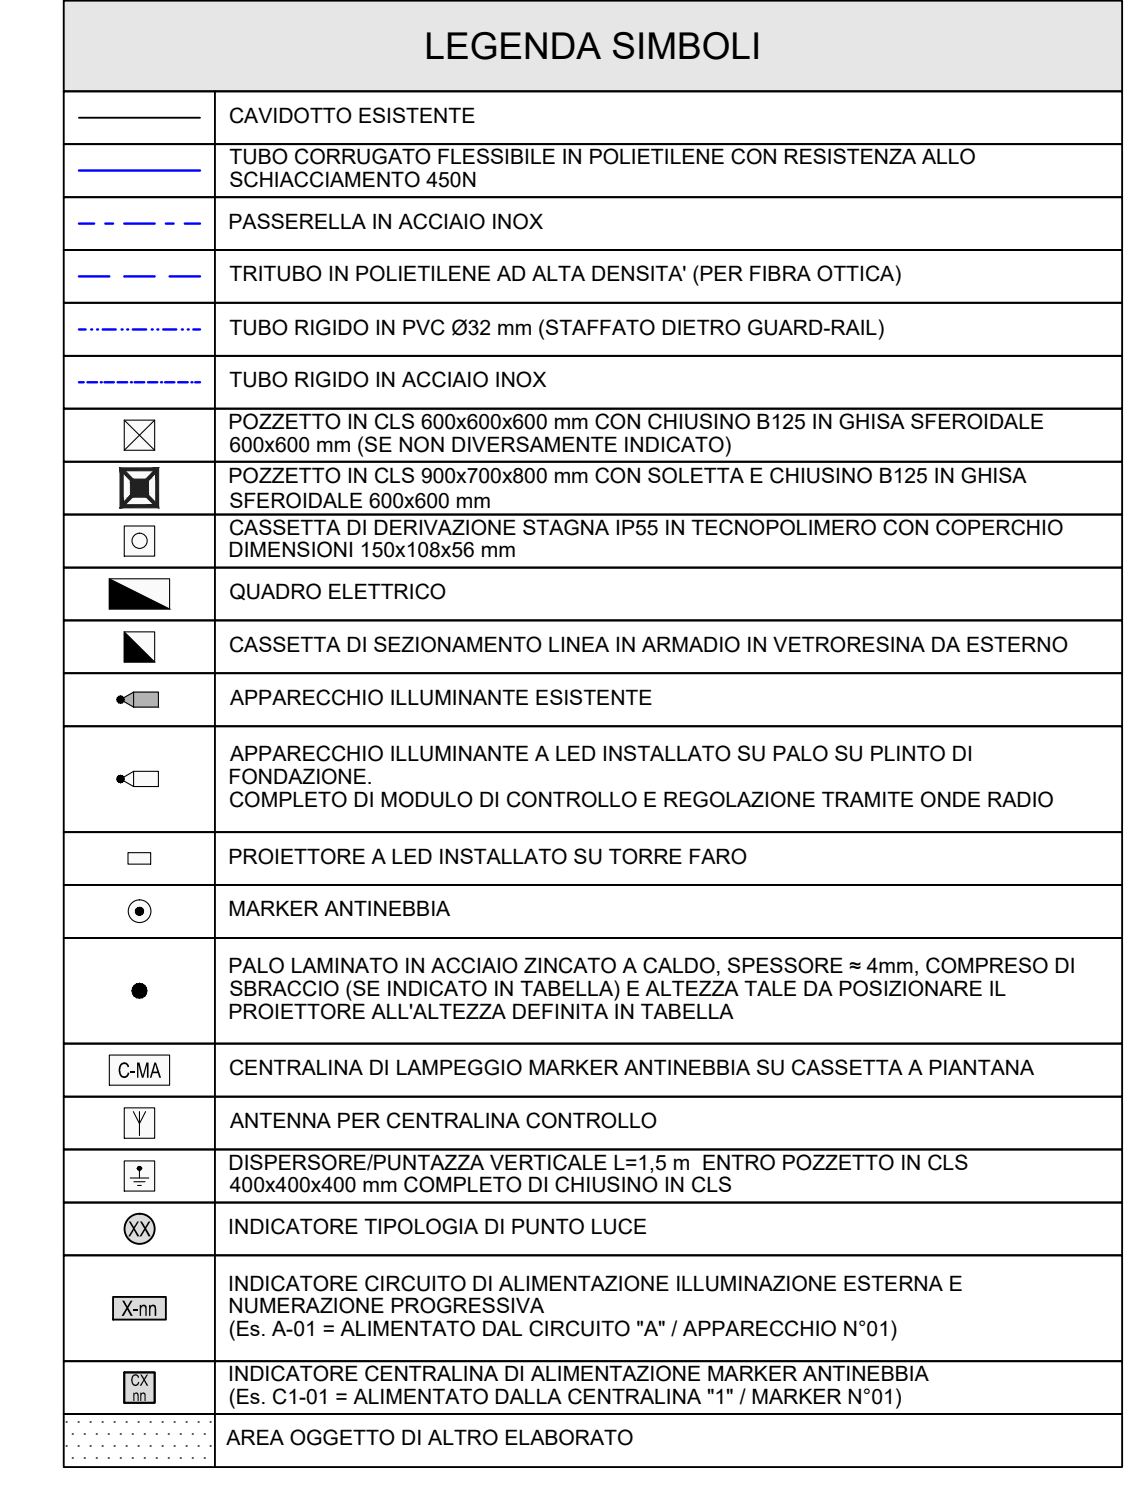 LEGENDA SIMBOLI
CAVIDOTTO ESISTENTE
TUBO CORRUGATO FLESSIBILE IN POLIETILENE CON RESISTENZA ALLO
SCHIACCIAMENTO 450N
PASSERELLA IN ACCIAIO INOX
TRITUBO IN POLIETILENE AD ALTA DENSITA' (PER FIBRA OTTICA)
TUBO RIGIDO IN PVC Ø32 mm (STAFFATO DIETRO GUARD-RAIL)
TUBO RIGIDO IN ACCIAIO INOX
POZZETTO IN CLS 600x600x600 mm CON CHIUSINO B125 IN GHISA SFEROIDALE
600x600 mm (SE NON DIVERSAMENTE INDICATO)
POZZETTO IN CLS 900x700x800 mm CON SOLETTA E CHIUSINO B125 IN GHISA
SFEROIDALE 600x600 mm
CASSETTA DI DERIVAZIONE STAGNA IP55 IN TECNOPOLIMERO CON COPERCHIO
DIMENSIONI 150x108x56 mm
QUADRO ELETTRICO
CASSETTA DI SEZIONAMENTO LINEA IN ARMADIO IN VETRORESINA DA ESTERNO
APPARECCHIO ILLUMINANTE ESISTENTE
APPARECCHIO ILLUMINANTE A LED INSTALLATO SU PALO SU PLINTO DI
FONDAZIONE.
COMPLETO DI MODULO DI CONTROLLO E REGOLAZIONE TRAMITE ONDE RADIO
PROIETTORE A LED INSTALLATO SU TORRE FARO
MARKER ANTINEBBIA
PALO LAMINATO IN ACCIAIO ZINCATO A CALDO, SPESSORE ≈ 4mm, COMPRESO DI
SBRACCIO (SE INDICATO IN TABELLA) E ALTEZZA TALE DA POSIZIONARE IL
PROIETTORE ALL'ALTEZZA DEFINITA IN TABELLA
C-MA
CENTRALINA DI LAMPEGGIO MARKER ANTINEBBIA SU CASSETTA A PIANTANA
ANTENNA PER CENTRALINA CONTROLLO
DISPERSORE/PUNTAZZA VERTICALE L=1,5 m ENTRO POZZETTO IN CLS
400x400x400 mm COMPLETO DI CHIUSINO IN CLS
XX
INDICATORE TIPOLOGIA DI PUNTO LUCE
X-nn
INDICATORE CIRCUITO DI ALIMENTAZIONE ILLUMINAZIONE ESTERNA E
NUMERAZIONE PROGRESSIVA
(Es. A-01 = ALIMENTATO DAL CIRCUITO "A" / APPARECCHIO N°01)
CX
nn
INDICATORE CENTRALINA DI ALIMENTAZIONE MARKER ANTINEBBIA
(Es. C1-01 = ALIMENTATO DALLA CENTRALINA "1" / MARKER N°01)
AREA OGGETTO DI ALTRO ELABORATO